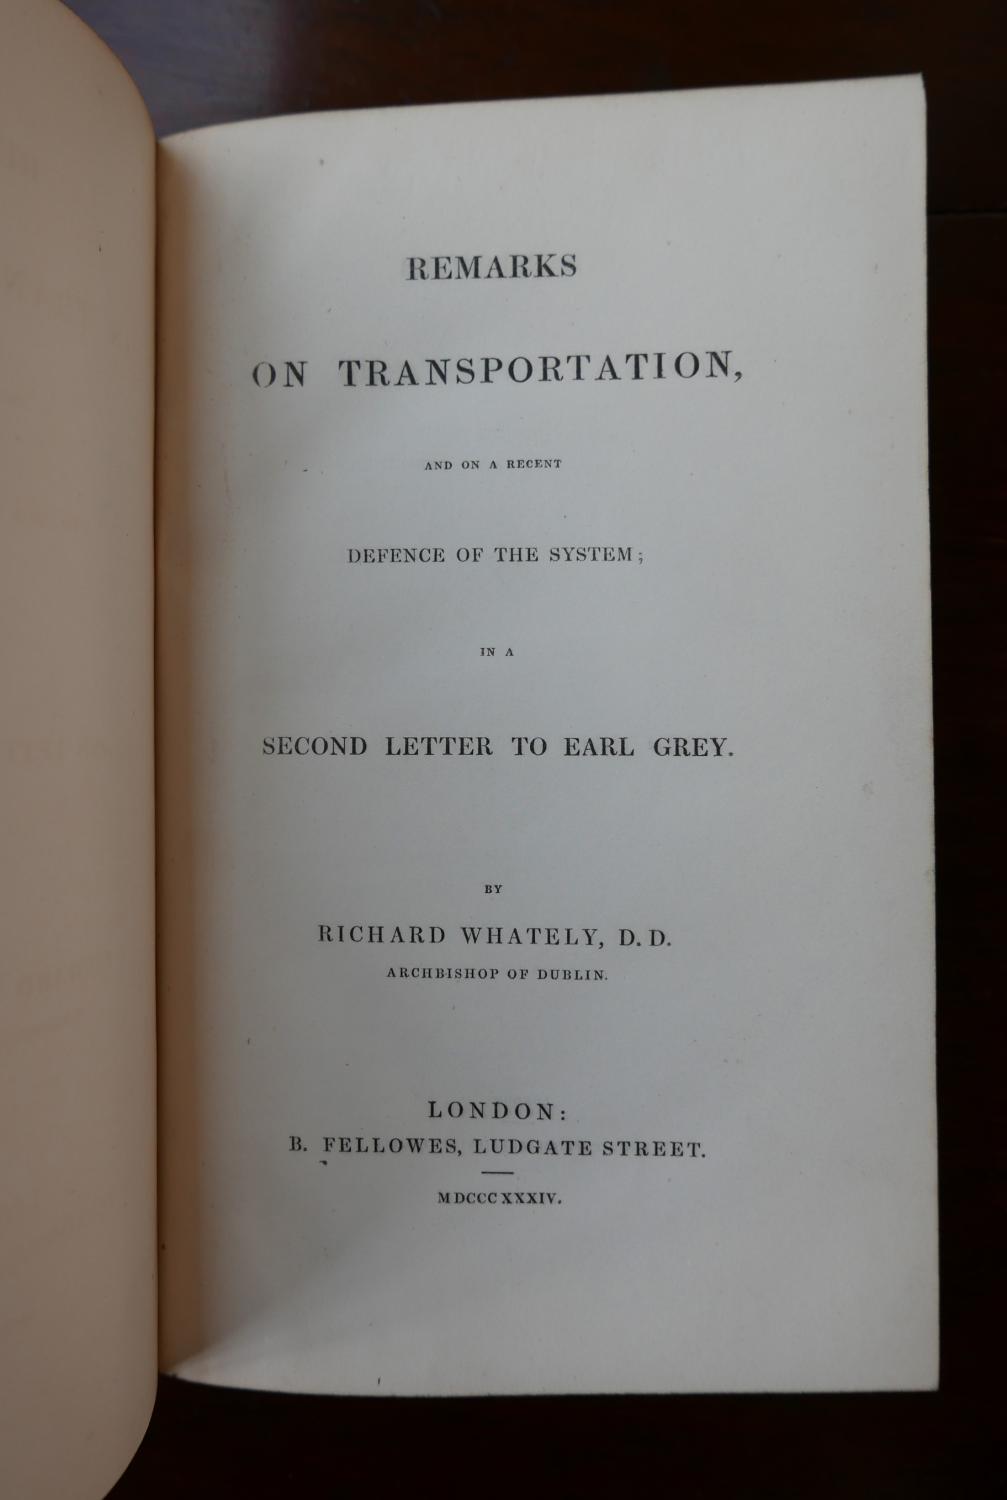 REMARKS
ON TRANSPORTATION,
AND ON A RECENT
DEFENCE OF THE SYSTEM;
IN A
SECOND LETTER TO EARL GREY.
BY
RICHARD WHATELY, D.D.
ARCHBISHOP OF DUBLIN.
LONDON:
B. FELLOWES, LUDGATE STREET.
MDCCCXXXIV.